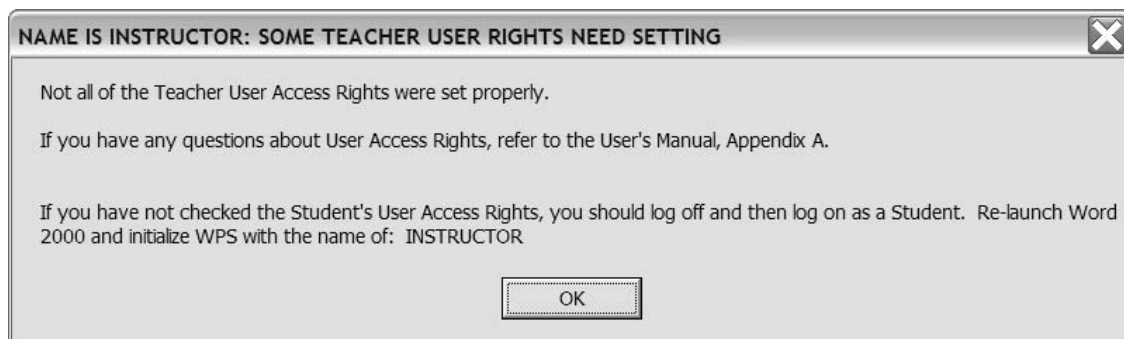 NAME IS INSTRUCTOR: SOME TEACHER USER RIGHTS NEED SETTING
Not all of the Teacher User Access Rights were set properly.
If you have any questions about User Access Rights, refer to the User's Manual, Appendix A.
If you have not checked the Student's User Access Rights, you should log off and then log on as a Student.  Re-launch Word
2000 and initialize WPS with the name of:  INSTRUCTOR
OK